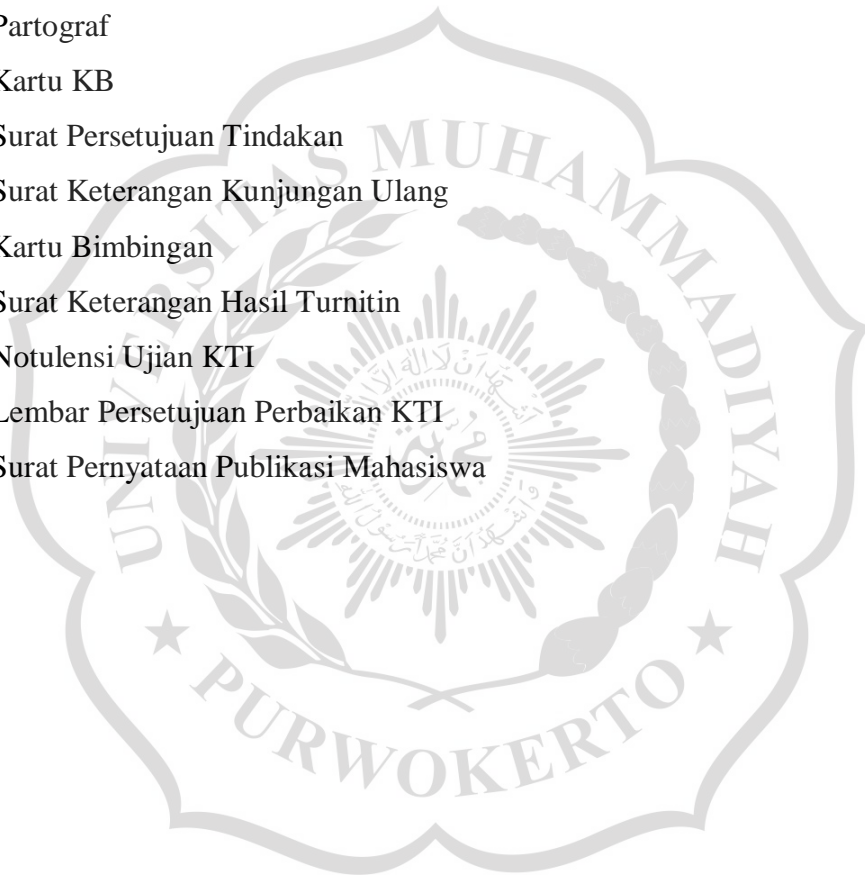 Partograf
Kartu KB
Surat Persetujuan Tindakan
Surat Keterangan Kunjungan Ulang
Kartu Bimbingan
Surat Keterangan Hasil Turnitin
Notulensi Ujian KTI
Lembar Persetujuan Perbaikan KTI
Surat Pernyataan Publikasi Mahasiswa
UNIVERSITAS MUHAMMADIYAH
PURWOKERTO